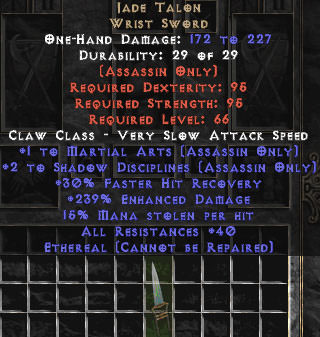 Jade Talon
Wrist Sword
One-Hand Damage: 172 to 227
Durability: 29 of 29
(Assassin Only)
Required Dexterity: 95
Required Strength: 95
Required Level: 66
Claw Class - Very Slow Attack Speed
+1 to Martial Arts (Assassin Only)
+2 to Shadow Disciplines (Assassin Only)
+30% Faster Hit Recovery
+239% Enhanced Damage
15% Mana stolen per hit
All Resistances +40
Ethereal (Cannot be Repaired)